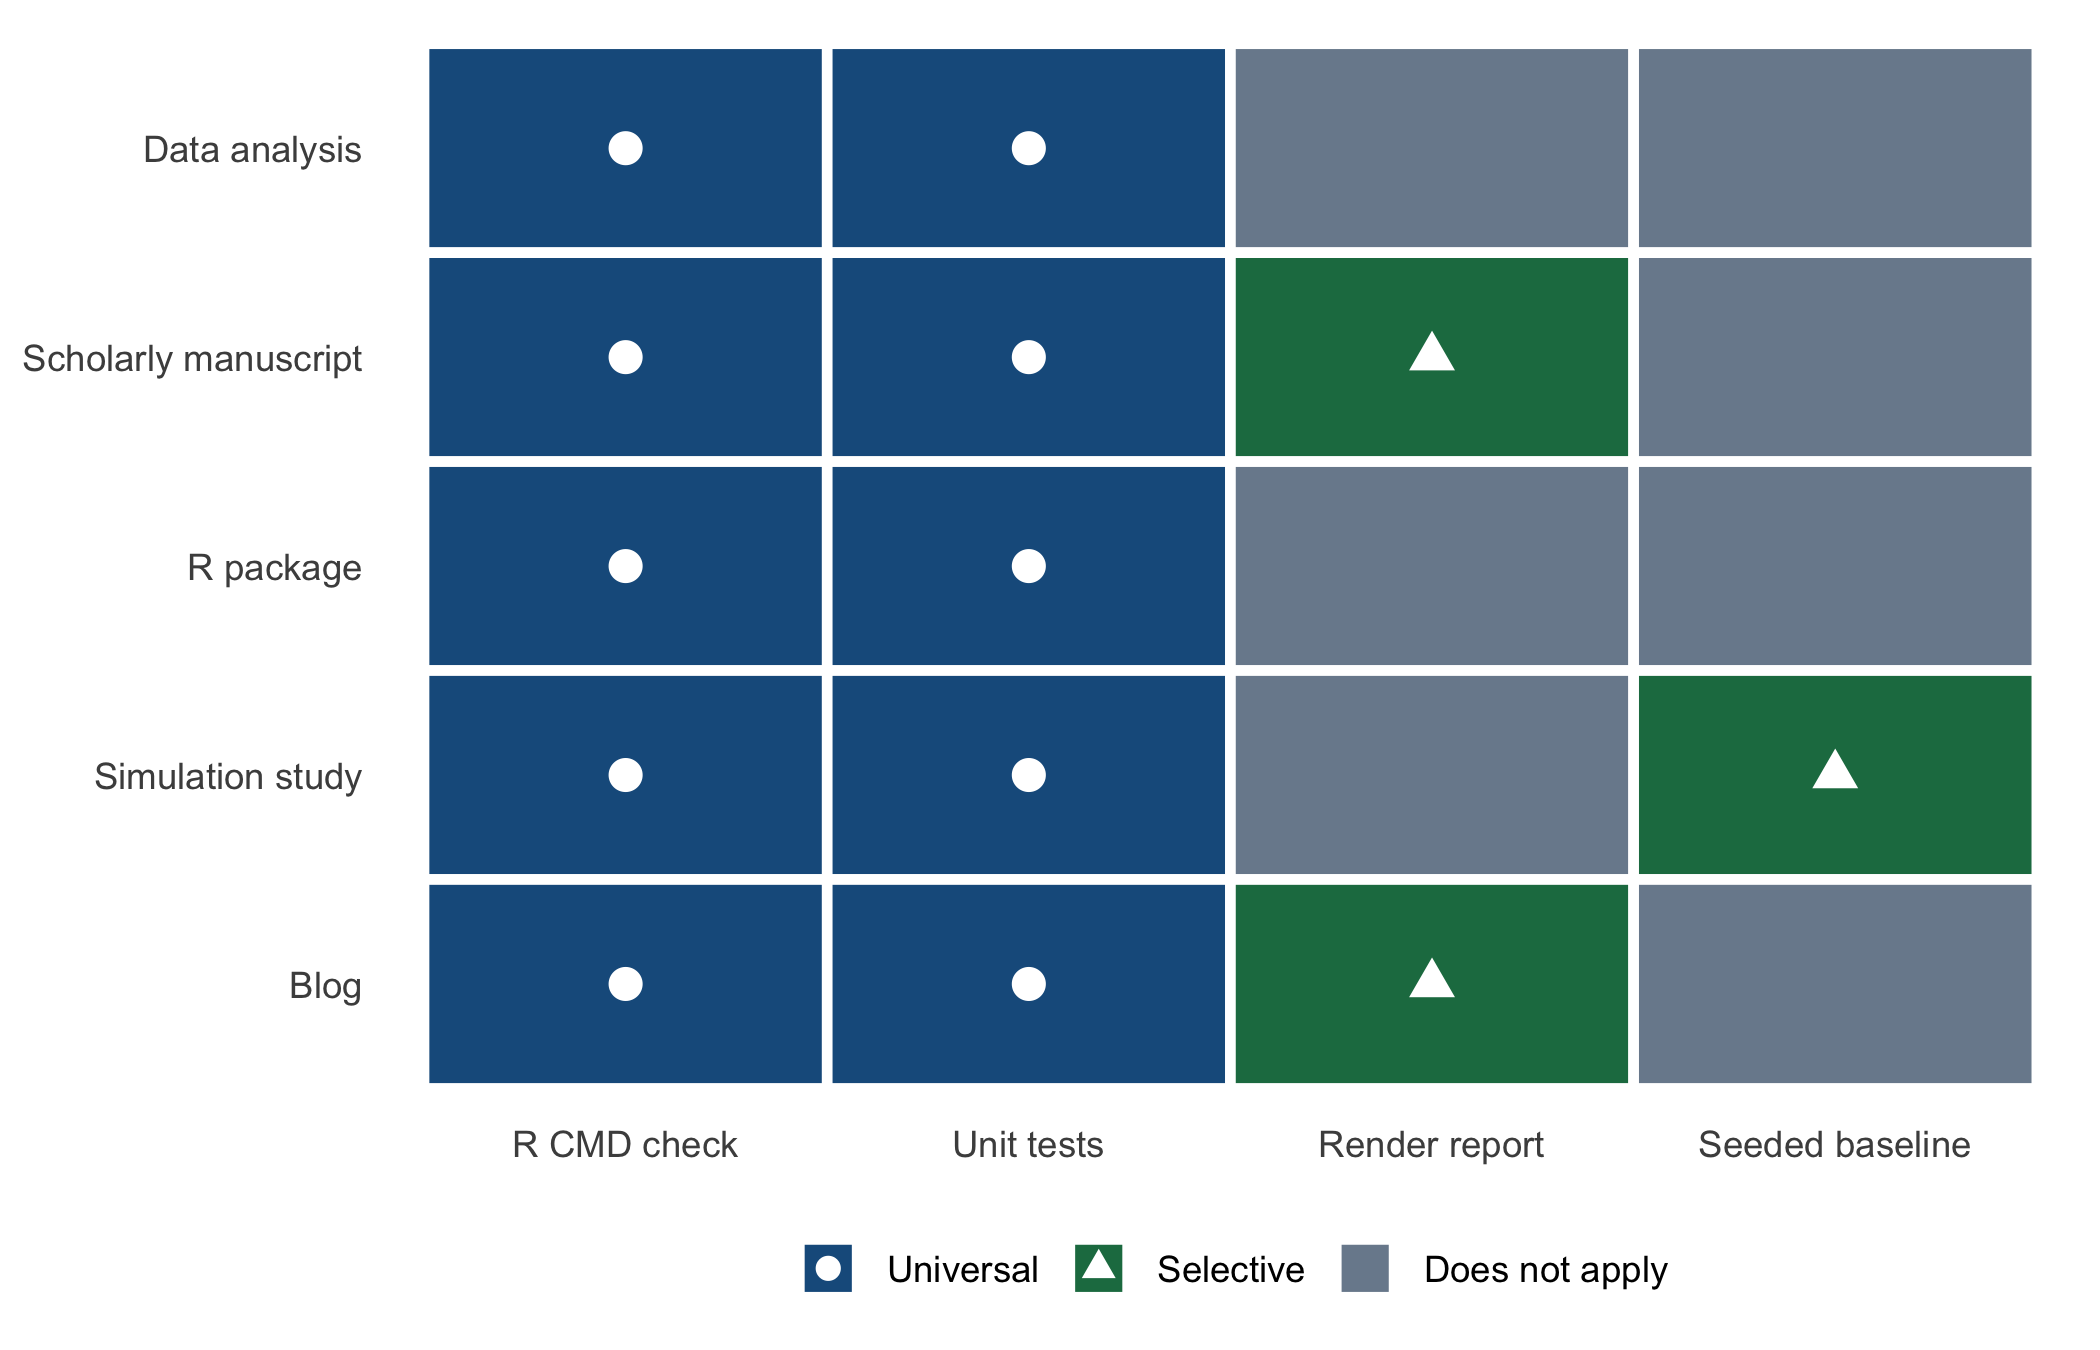 Data analysis
Scholarly manuscript
R package
Simulation study
Blog
R CMD check
Unit tests
Render report
Seeded baseline
Universal
Selective
Does not apply